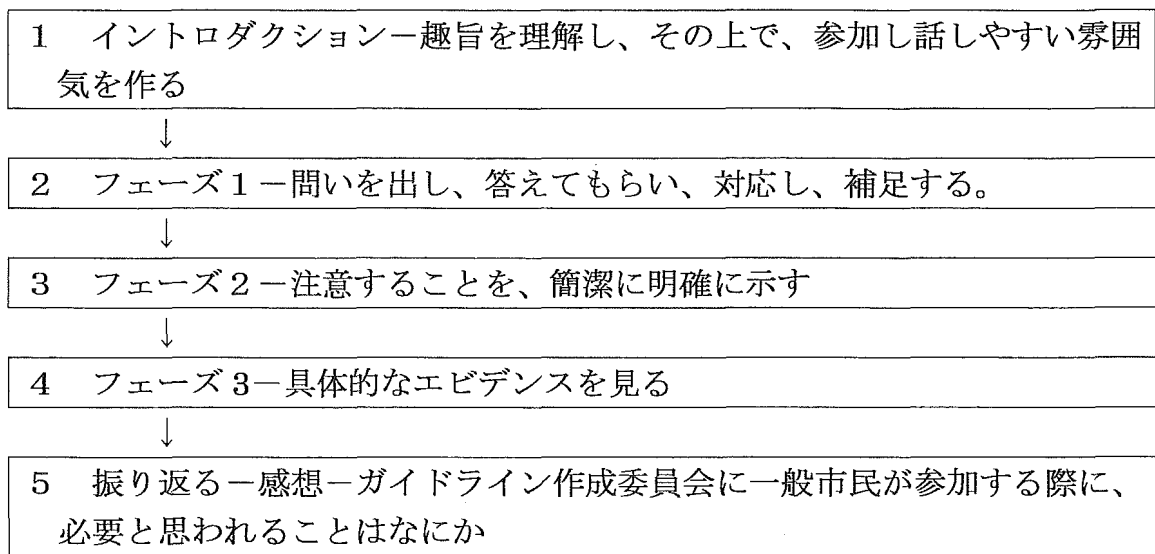 1　イントロダクション－趣旨を理解し、その上で、参加し話しやすい雰囲
気を作る
↓
2　フェーズ１－問いを出し、答えてもらい、対応し、補足する。
↓
3　フェーズ２－注意することを、簡潔に明確に示す
↓
4　フェーズ3－具体的なエビデンスを見る
↓
5　振り返る－感想－ガイドライン作成委員会に一般市民が参加する際に、
必要と思われることはなにか